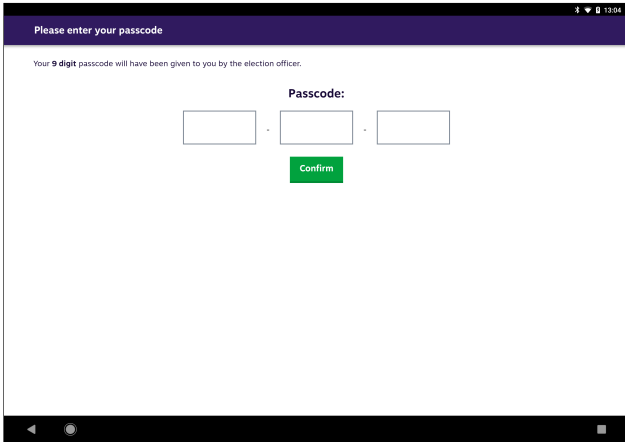 13:04
Please enter your passcode
Your 9 digit passcode will have been given to you by the election officer.
Passcode:
- -
Confirm